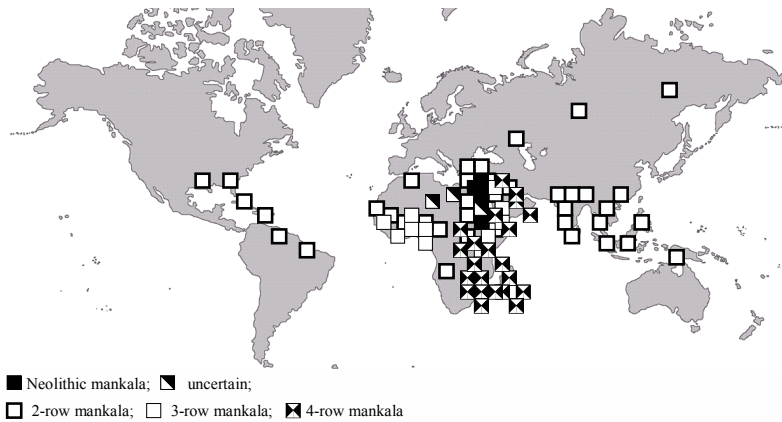 Neolithic mankala; uncertain;
2-row mankala; 3-row mankala; 4-row mankala